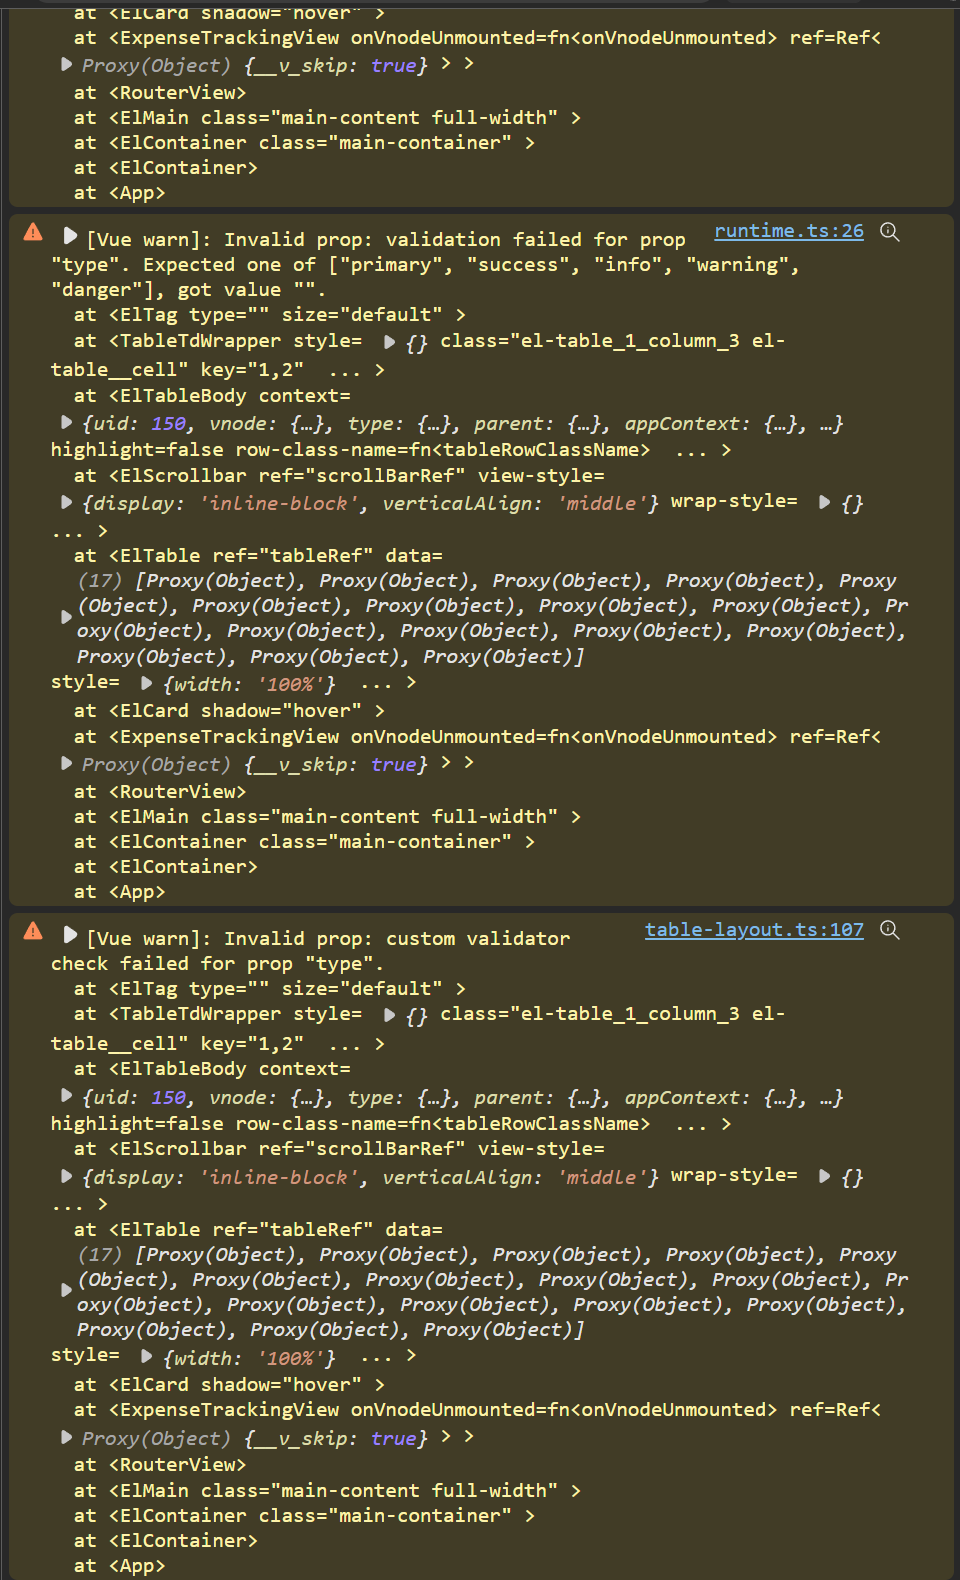 at <ElCard shadow="hover" >
at <ExpenseTrackingView onVnodeUnmounted=fn<onVnodeUnmounted> ref=Ref<
Proxy(Object) {__v_skip: true} > >
at <RouterView>
at <ElMain class="main-content full-width" >
at <ElContainer class="main-container" >
at <ElContainer>
at <App>
[Vue warn]: Invalid prop: validation failed for prop runtime.ts:26
"type". Expected one of ["primary", "success", "info", "warning",
"danger"], got value "".
at <ElTag type="" size="default" >
at <TableTdWrapper style= {} class="el-table_1_column_3 el-
table__cell" key="1,2" ... >
at <ElTableBody context=
{uid: 150, vnode: {…}, type: {…}, parent: {…}, appContext: {…}, …}
highlight=false row-class-name=fn<tableRowClassName> ... >
at <ElScrollbar ref="scrollBarRef" view-style=
{display: 'inline-block', verticalAlign: 'middle'} wrap-style= {}
... >
at <ElTable ref="tableRef" data=
(17) [Proxy(Object), Proxy(Object), Proxy(Object), Proxy(Object), Proxy
(Object), Proxy(Object), Proxy(Object), Proxy(Object), Proxy(Object), Pr
oxy(Object), Proxy(Object), Proxy(Object), Proxy(Object), Proxy(Object),
Proxy(Object), Proxy(Object), Proxy(Object)]
style= {width: '100%'} ... >
at <ElCard shadow="hover" >
at <ExpenseTrackingView onVnodeUnmounted=fn<onVnodeUnmounted> ref=Ref<
Proxy(Object) {__v_skip: true} > >
at <RouterView>
at <ElMain class="main-content full-width" >
at <ElContainer class="main-container" >
at <ElContainer>
at <App>
[Vue warn]: Invalid prop: custom validator table-layout.ts:107
check failed for prop "type".
at <ElTag type="" size="default" >
at <TableTdWrapper style= {} class="el-table_1_column_3 el-
table__cell" key="1,2" ... >
at <ElTableBody context=
{uid: 150, vnode: {…}, type: {…}, parent: {…}, appContext: {…}, …}
highlight=false row-class-name=fn<tableRowClassName> ... >
at <ElScrollbar ref="scrollBarRef" view-style=
{display: 'inline-block', verticalAlign: 'middle'} wrap-style= {}
... >
at <ElTable ref="tableRef" data=
(17) [Proxy(Object), Proxy(Object), Proxy(Object), Proxy(Object), Proxy
(Object), Proxy(Object), Proxy(Object), Proxy(Object), Proxy(Object), Pr
oxy(Object), Proxy(Object), Proxy(Object), Proxy(Object), Proxy(Object),
Proxy(Object), Proxy(Object), Proxy(Object)]
style= {width: '100%'} ... >
at <ElCard shadow="hover" >
at <ExpenseTrackingView onVnodeUnmounted=fn<onVnodeUnmounted> ref=Ref<
Proxy(Object) {__v_skip: true} > >
at <RouterView>
at <ElMain class="main-content full-width" >
at <ElContainer class="main-container" >
at <ElContainer>
at <App>